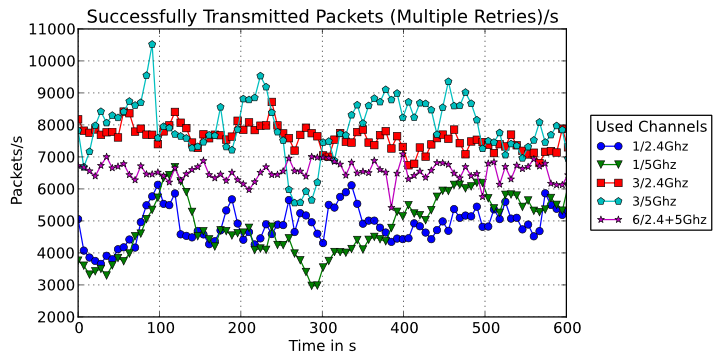 Successfully Transmitted Packets (Multiple Retries)/s
11000
10000
9000
8000
7000
6000
5000
4000
3000
2000
Packets/s
0
100
200
300
400
500
600
Time in s
Used Channels
1/2.4Ghz
1/5Ghz
3/2.4Ghz
3/5Ghz
6/2.4+5Ghz